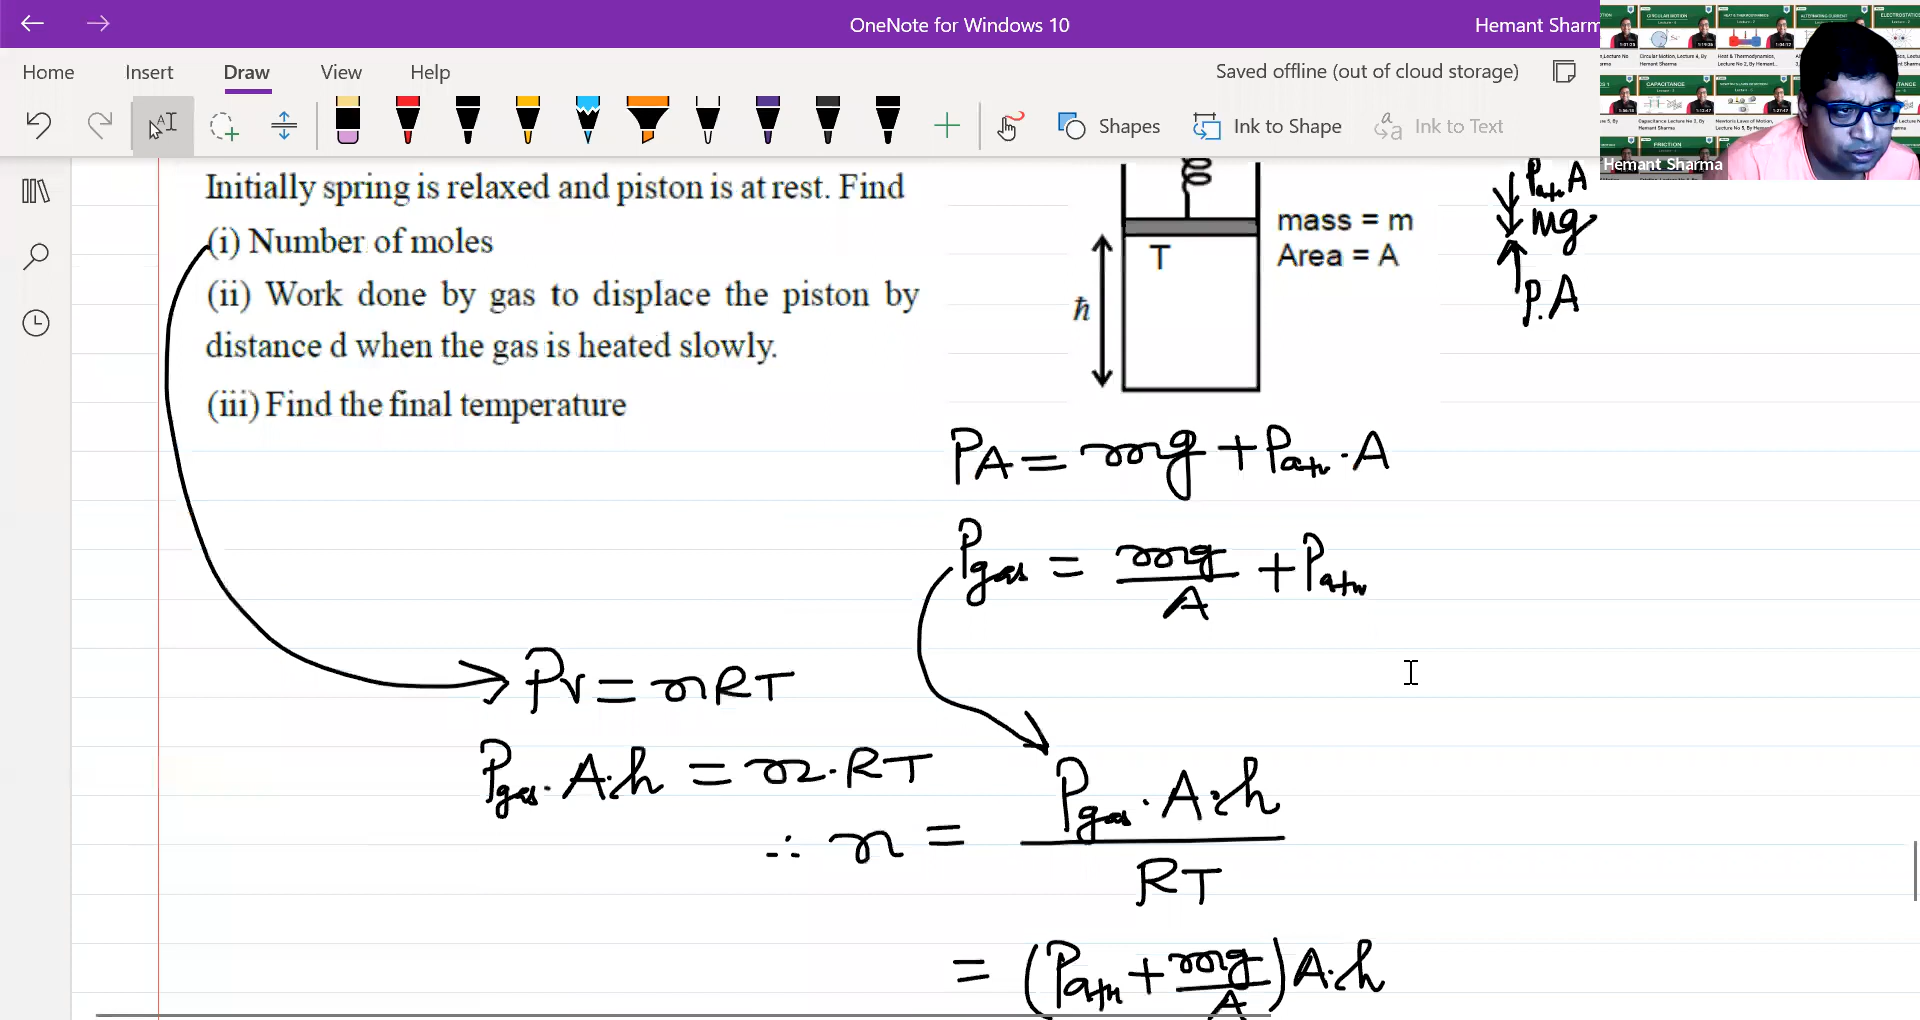 OneNote for Windows 10
Hemant Sharm
Home Insert Draw View Help
Saved offline (out of cloud storage)
Shapes
Ink to Shape
Ink to Text
Hemant Sharma
Initially spring is relaxed and piston is at rest. Find
(i) Number of moles
(ii) Work done by gas to displace the piston by
distance d when the gas is heated slowly.
(iii) Find the final temperature
T
ħ
mass = m
Area = A
Patm A
mg
P.A
PA = mg + Patm · A
Pgas = mg/A + Patm
PV = nRT
Pgas · A·h = n·RT
∴ n = Pgas · A·h / RT
= (Patm + mg/A) A·h